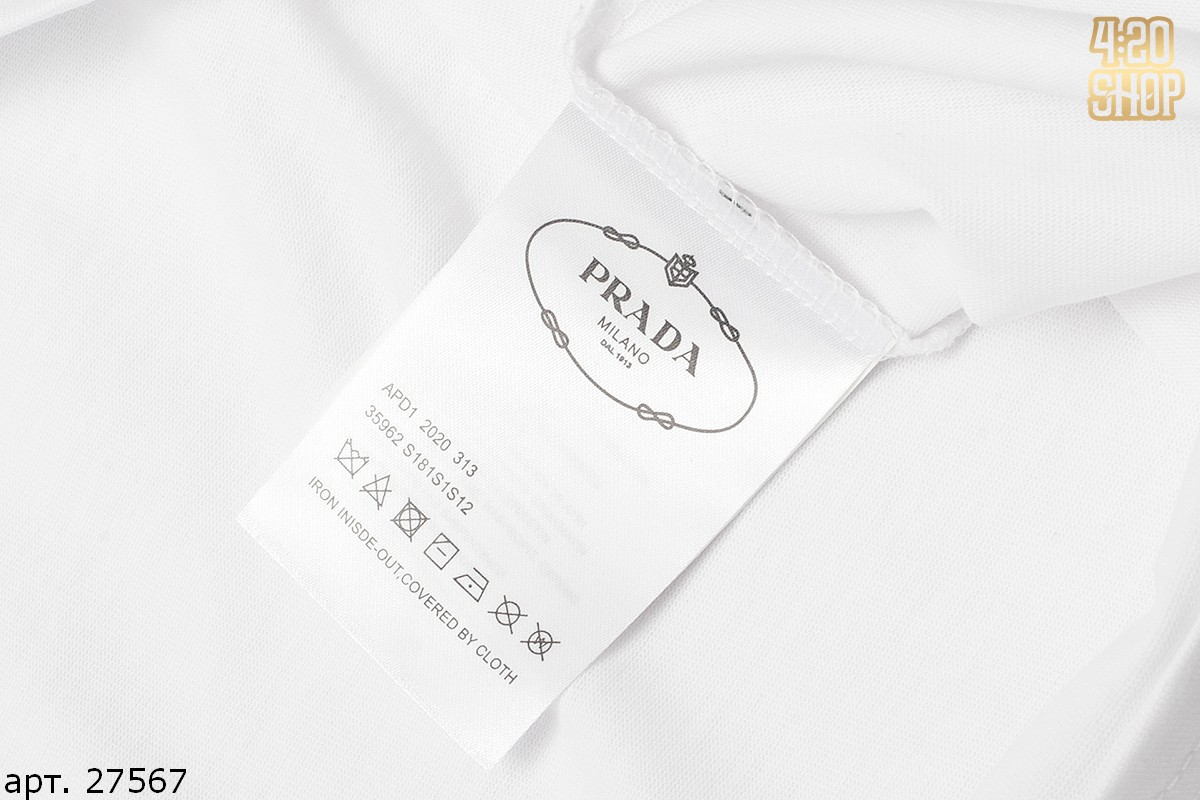 4:20
SHOP
PRADA
MILANO
DAL 1913
APD1 2020 313
35962 S181S1S12
IRON INISDE-OUT,COVERED BY CLOTH
арт. 27567